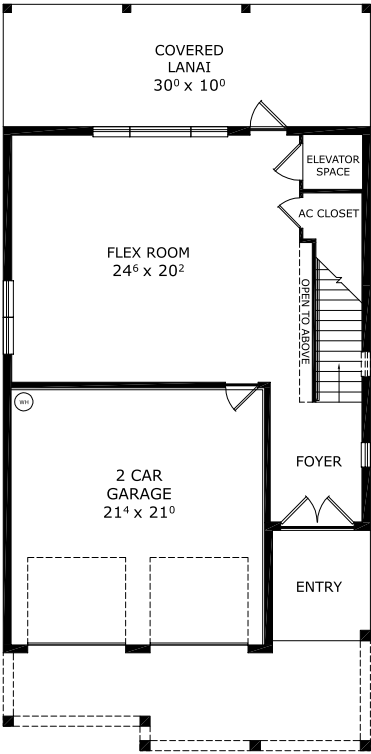 COVERED
LANAI
30⁰ x 10⁰
ELEVATOR
SPACE
AC CLOSET
FLEX ROOM
24⁶ x 20²
OPEN TO ABOVE
WH
FOYER
2 CAR
GARAGE
21⁴ x 21⁰
ENTRY